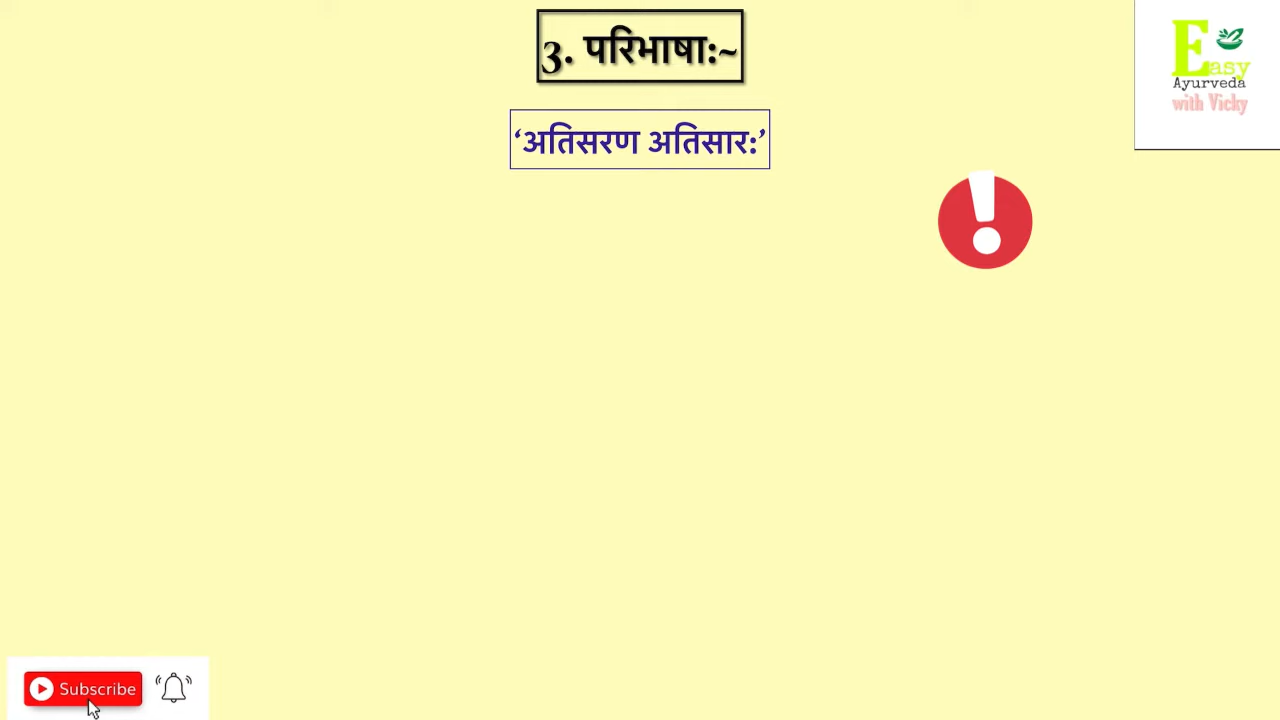 3. परिभाषा:~
‘अतिसरण अतिसार:’
Easy
Ayurveda
with Vicky
Subscribe